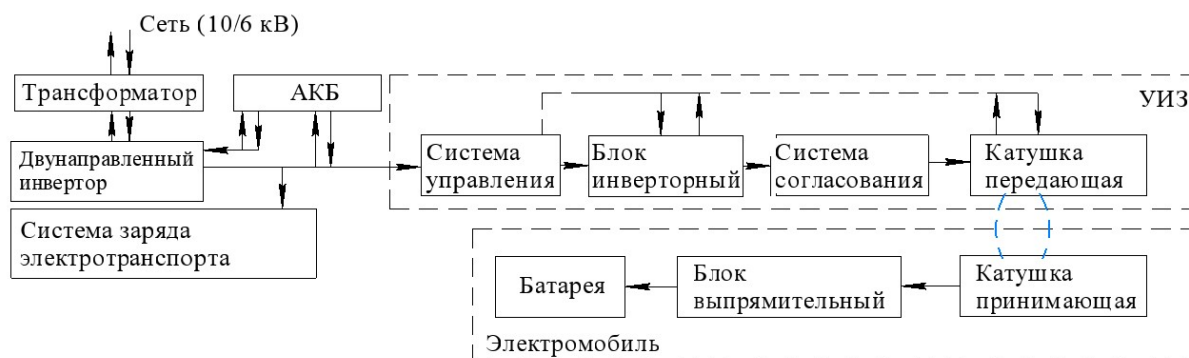 Сеть (10/6 кВ)
Трансформатор
АКБ
УИЗ
Двунаправленный
инвертор
Система
управления
Блок
инверторный
Система
согласования
Катушка
передающая
Система заряда
электротранспорта
Батарея
Блок
выпрямительный
Катушка
принимающая
Электромобиль